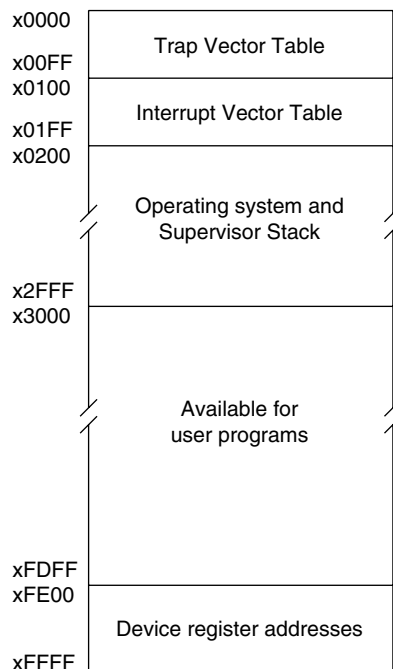 x0000
Trap Vector Table
x00FF
x0100
Interrupt Vector Table
x01FF
x0200
Operating system and
Supervisor Stack
x2FFF
x3000
Available for
user programs
xFDFF
xFE00
Device register addresses
xFFFF